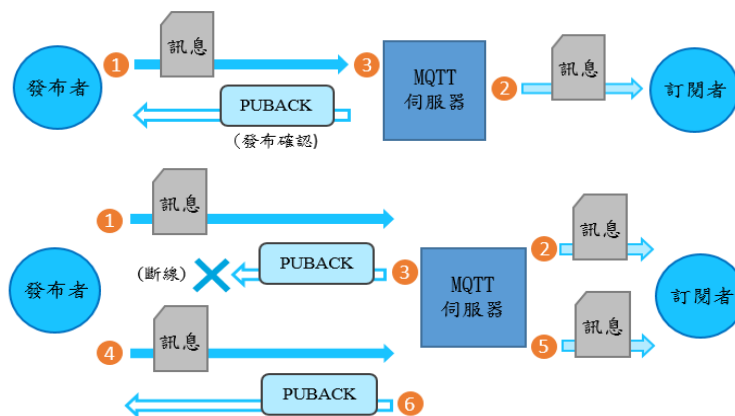 訊息
訊息
發布者
1
3
MQTT
伺服器
2
訂閱者
PUBACK
(發布確認)
訊息
訊息
1
2
發布者
(斷線)
PUBACK
3
MQTT
伺服器
訂閱者
訊息
訊息
4
5
PUBACK
6